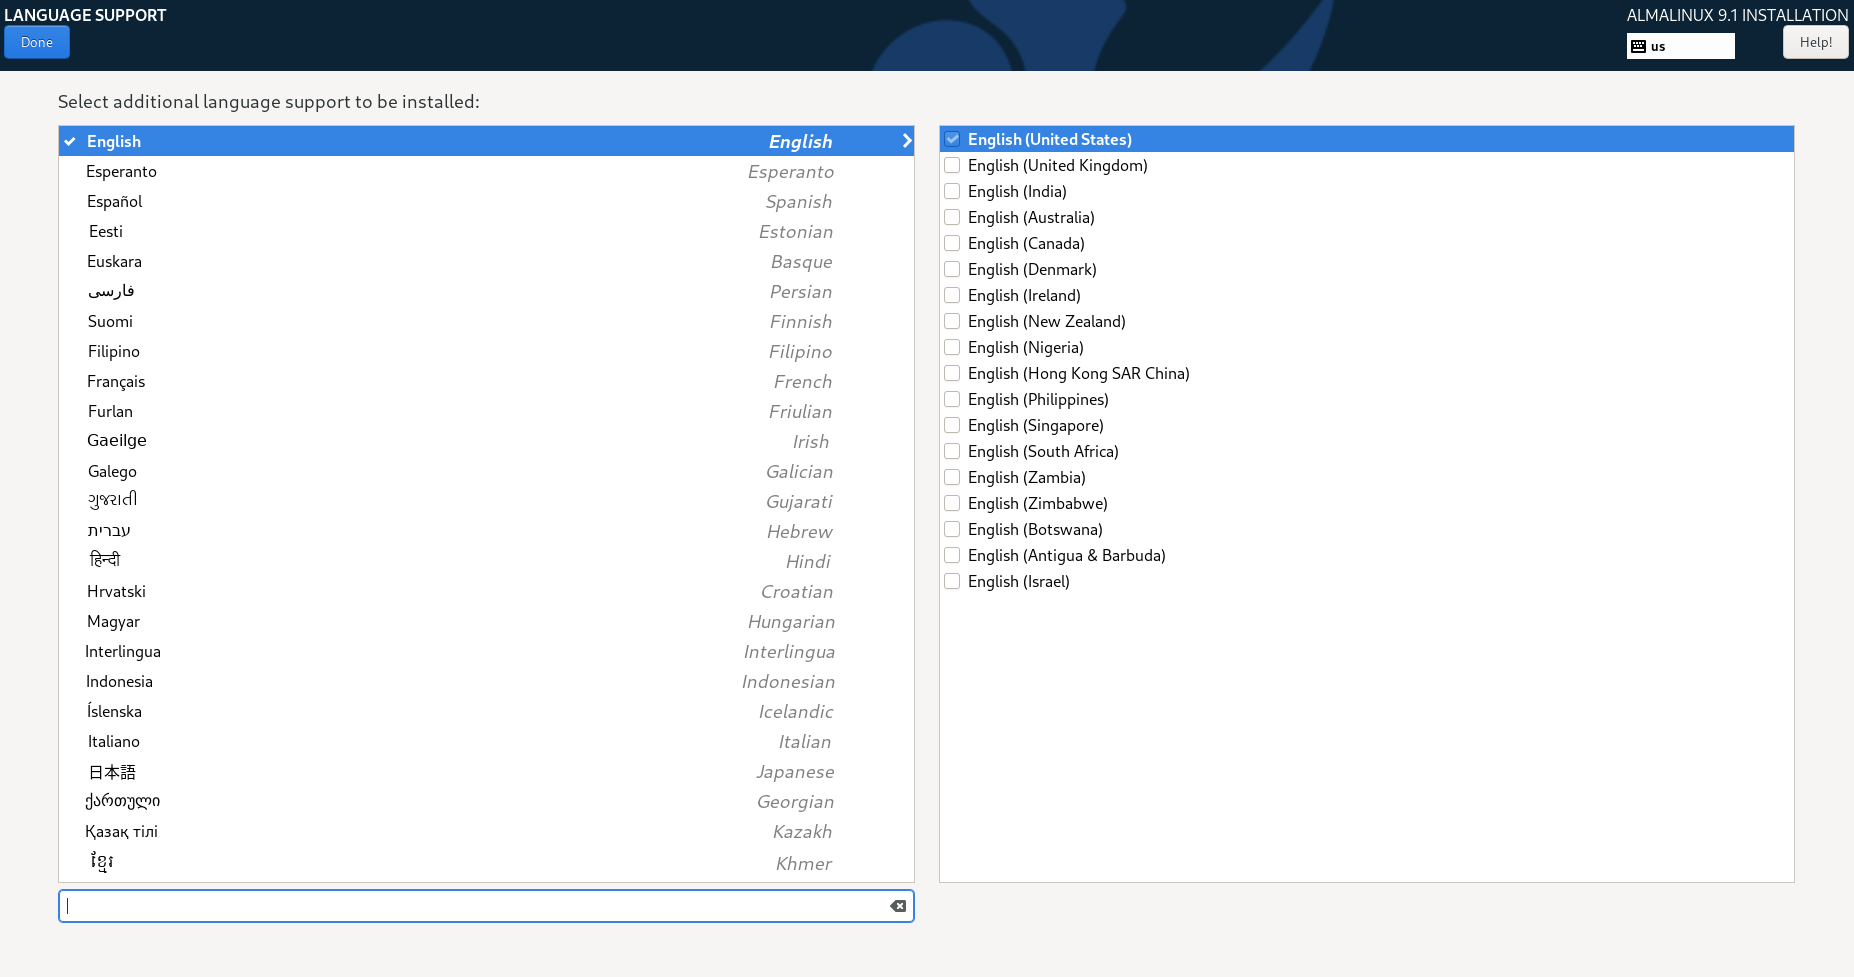 LANGUAGE SUPPORT
Done
ALMALINUX 9.1 INSTALLATION
us
Help!
Select additional language support to be installed:
English English
Esperanto Esperanto
Español Spanish
Eesti Estonian
Euskara Basque
فارسی Persian
Suomi Finnish
Filipino Filipino
Français French
Furlan Friulian
Gaeilge Irish
Galego Galician
ગુજરાતી Gujarati
עברית Hebrew
हिन्दी Hindi
Hrvatski Croatian
Magyar Hungarian
Interlingua Interlingua
Indonesia Indonesian
Íslenska Icelandic
Italiano Italian
日本語 Japanese
ქართული Georgian
Қазақ тілі Kazakh
ខ្មែរ Khmer
English (United States)
English (United Kingdom)
English (India)
English (Australia)
English (Canada)
English (Denmark)
English (Ireland)
English (New Zealand)
English (Nigeria)
English (Hong Kong SAR China)
English (Philippines)
English (Singapore)
English (South Africa)
English (Zambia)
English (Zimbabwe)
English (Botswana)
English (Antigua & Barbuda)
English (Israel)